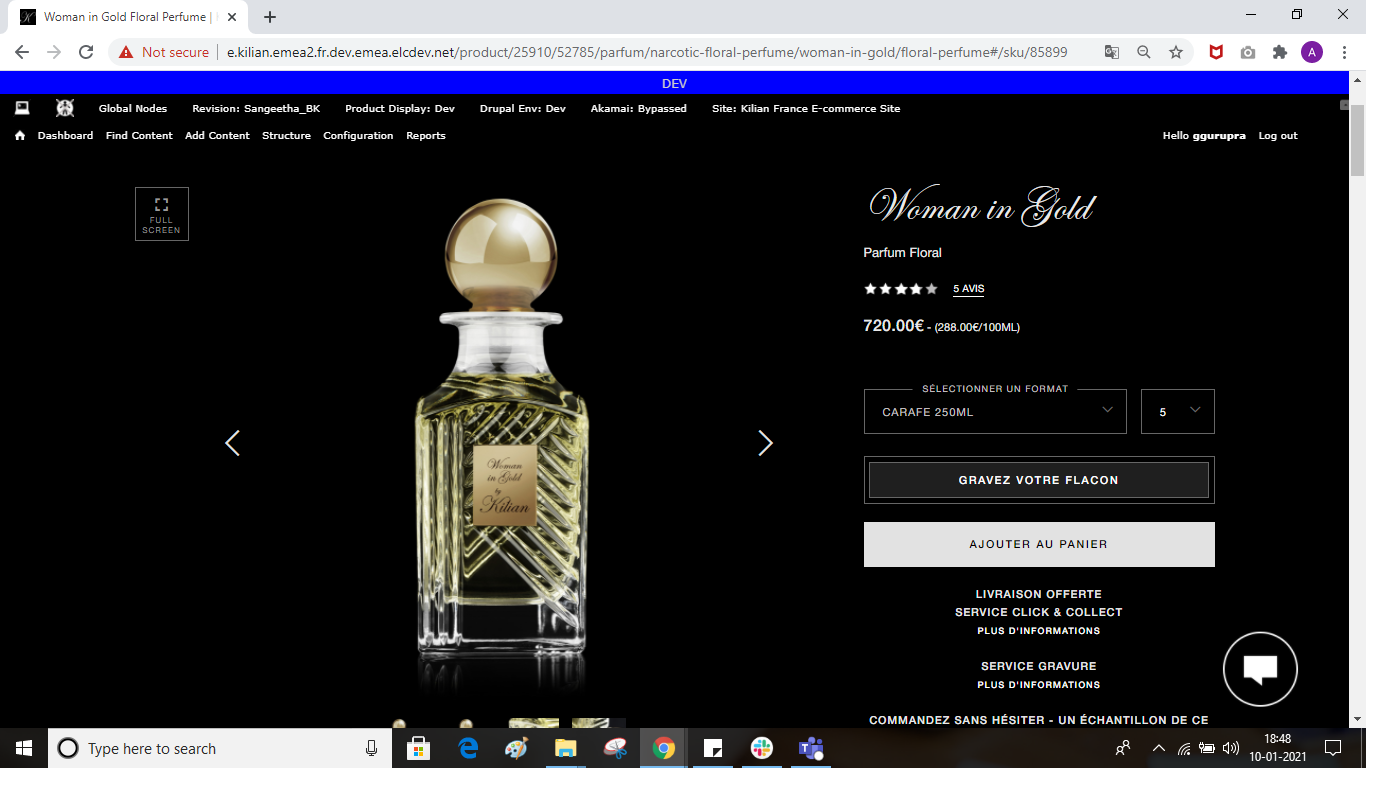 Woman in Gold Floral Perfume |
Not secure
e.kilian.emea2.fr.dev.emea.elcdev.net/product/25910/52785/parfum/narcotic-floral-perfume/woman-in-gold/floral-perfume#/sku/85899
A
DEV
Global Nodes Revision: Sangeetha_BK Product Display: Dev Drupal Env: Dev Akamai: Bypassed Site: Kilian France E-commerce Site
Dashboard Find Content Add Content Structure Configuration Reports Hello ggurupra Log out
FULL
SCREEN
Woman in Gold
Parfum Floral
5 AVIS
720.00€ - (288.00€/100ML)
SÉLECTIONNER UN FORMAT
CARAFE 250ML 5
Woman
in Gold
by
Kilian
GRAVEZ VOTRE FLACON
AJOUTER AU PANIER
LIVRAISON OFFERTE
SERVICE CLICK & COLLECT
PLUS D'INFORMATIONS
SERVICE GRAVURE
PLUS D'INFORMATIONS
COMMANDEZ SANS HÉSITER - UN ÉCHANTILLON DE CE
Type here to search
18:48
10-01-2021